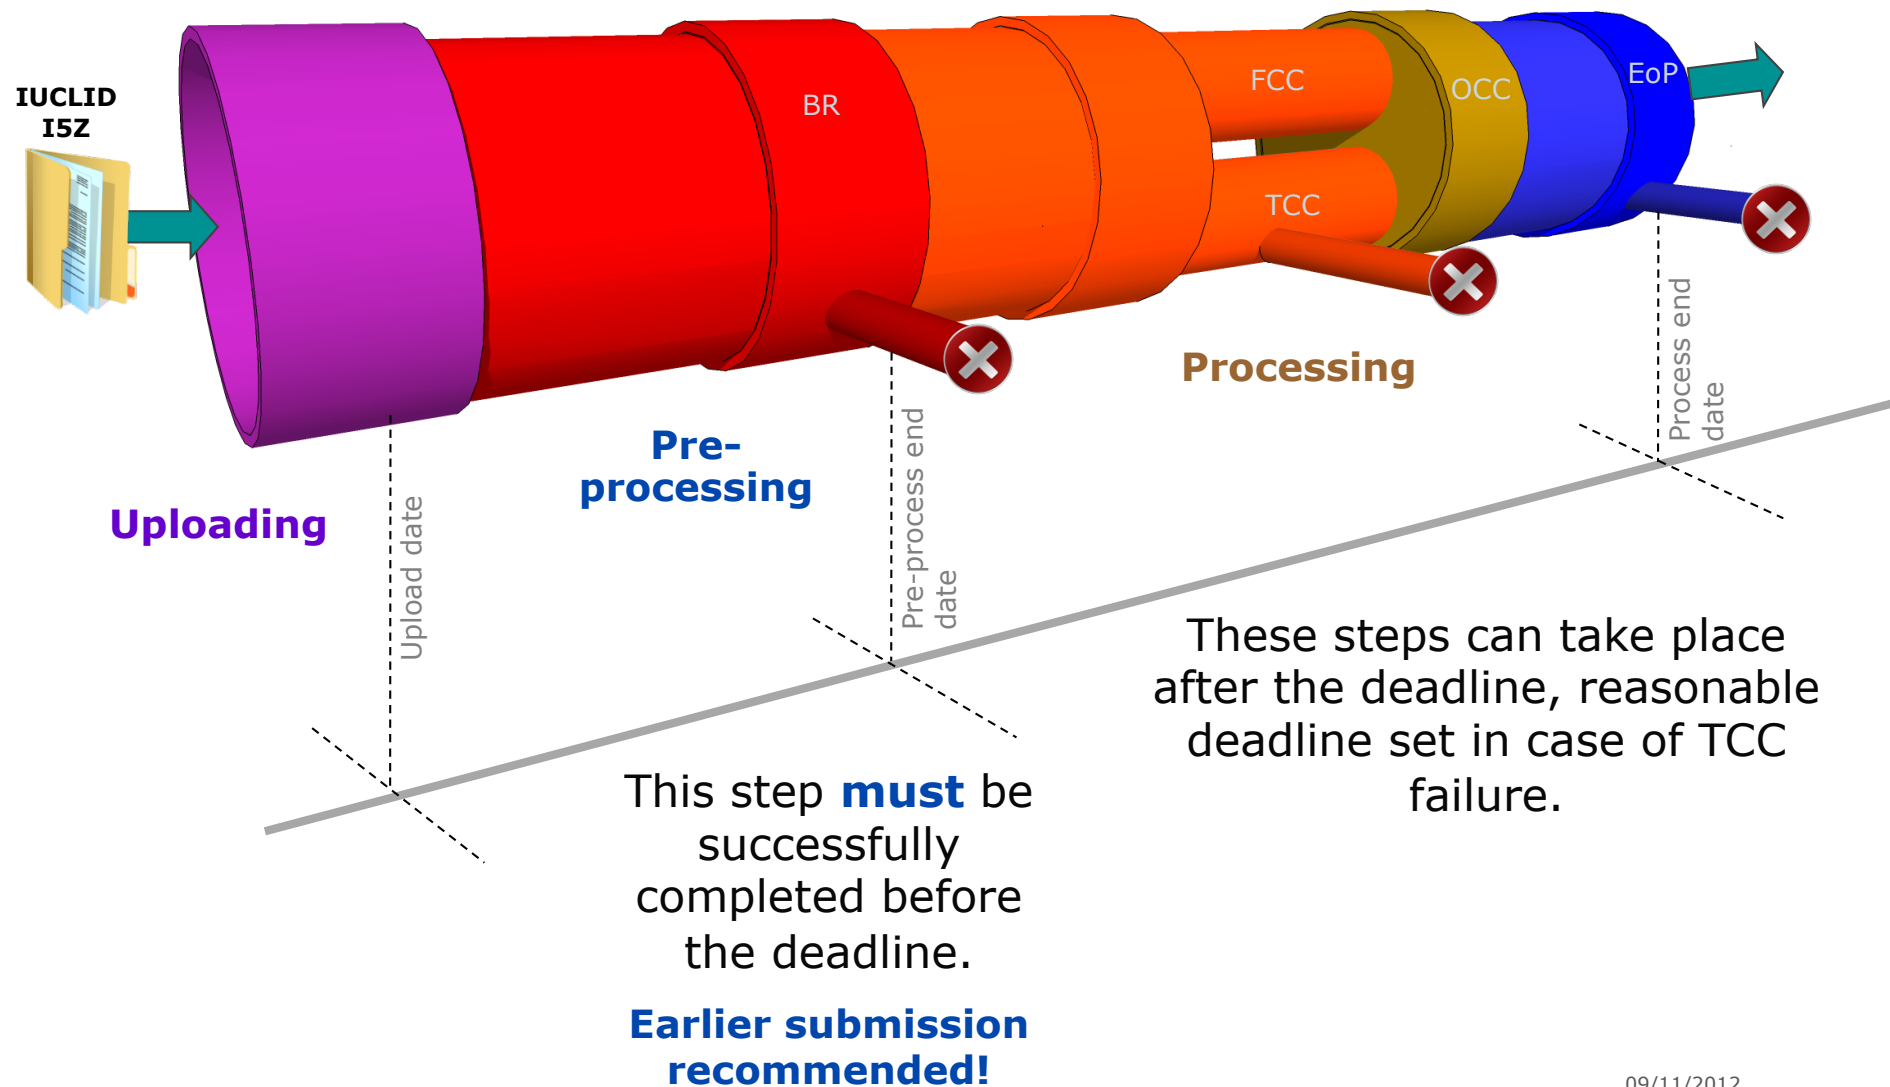 IUCLID
I5Z
BR
FCC
TCC
OCC
EoP
Uploading
Pre-
processing
Processing
Upload date
Pre-process end
date
Process end
date
This step must be
successfully
completed before
the deadline.
Earlier submission
recommended!
These steps can take place
after the deadline, reasonable
deadline set in case of TCC
failure.
09/11/2012